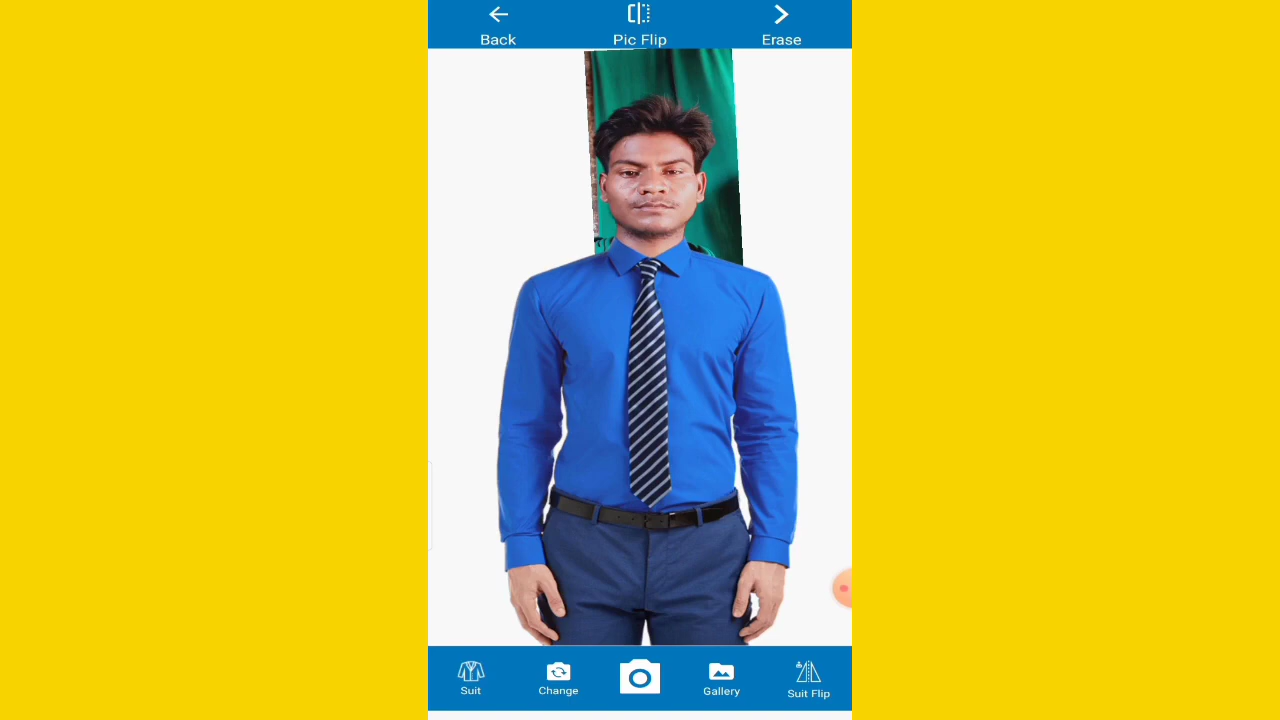 Back
Pic Flip
Erase
Suit
Change
Gallery
Suit Flip